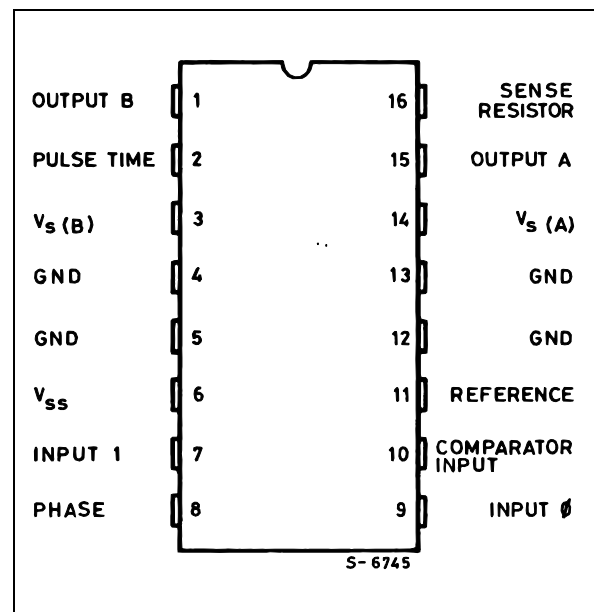 OUTPUT B 1 16 SENSE
RESISTOR
PULSE TIME 2 15 OUTPUT A
VS (B) 3 14 VS (A)
GND 4 13 GND
GND 5 12 GND
VSS 6 11 REFERENCE
INPUT 1 7 10 COMPARATOR
INPUT
PHASE 8 9 INPUT Ø
S-6745